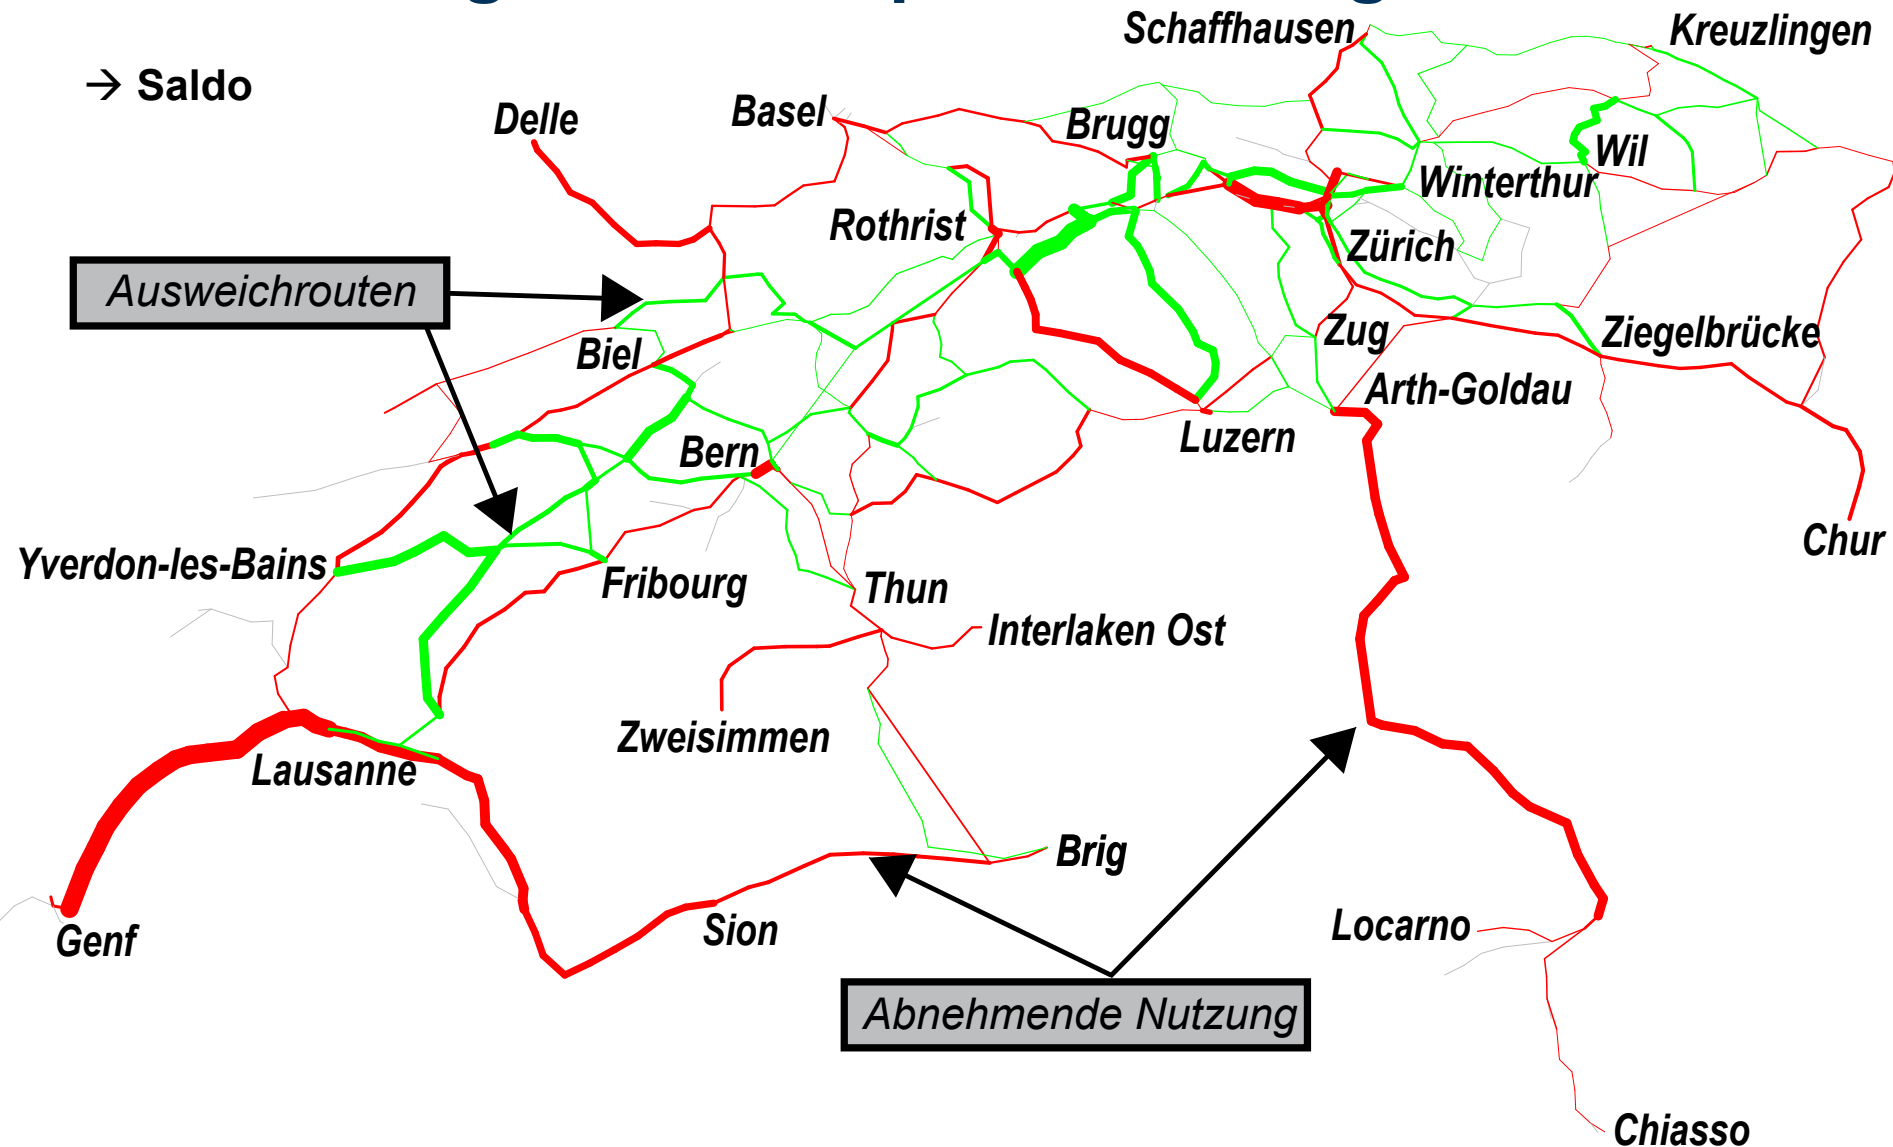 → Saldo
Schaffhausen
Kreuzlingen
Delle
Basel
Brugg
Wil
Winterthur
Rothrist
Zürich
Ausweichrouten
Zug
Ziegelbrücke
Biel
Arth-Goldau
Luzern
Bern
Chur
Yverdon-les-Bains
Fribourg
Thun
Interlaken Ost
Zweisimmen
Lausanne
Brig
Sion
Locarno
Genf
Abnehmende Nutzung
Chiasso